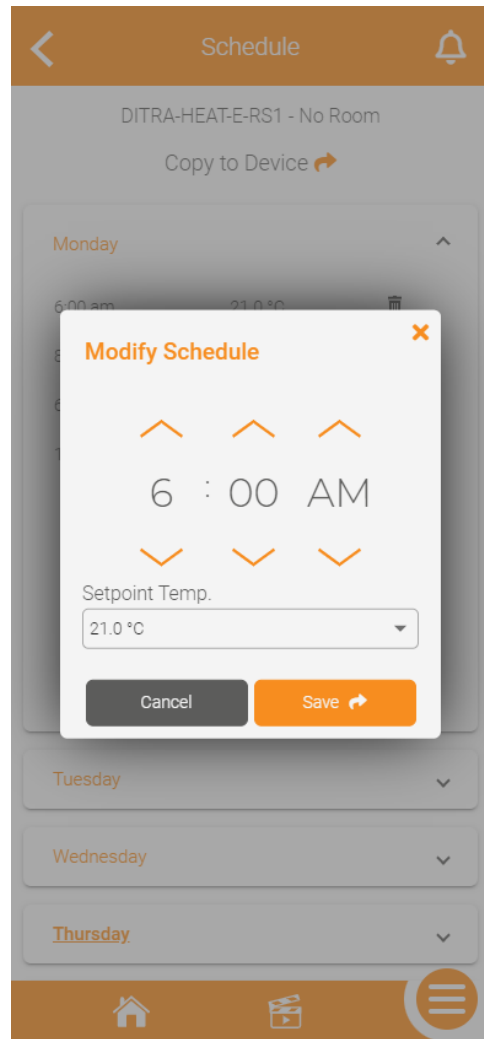 Schedule
DITRA-HEAT-E-RS1 - No Room
Copy to Device
Monday
6:00 am 21.0 °C
Modify Schedule
6 : 00 AM
Setpoint Temp.
21.0 °C
Cancel Save
Tuesday
Wednesday
Thursday